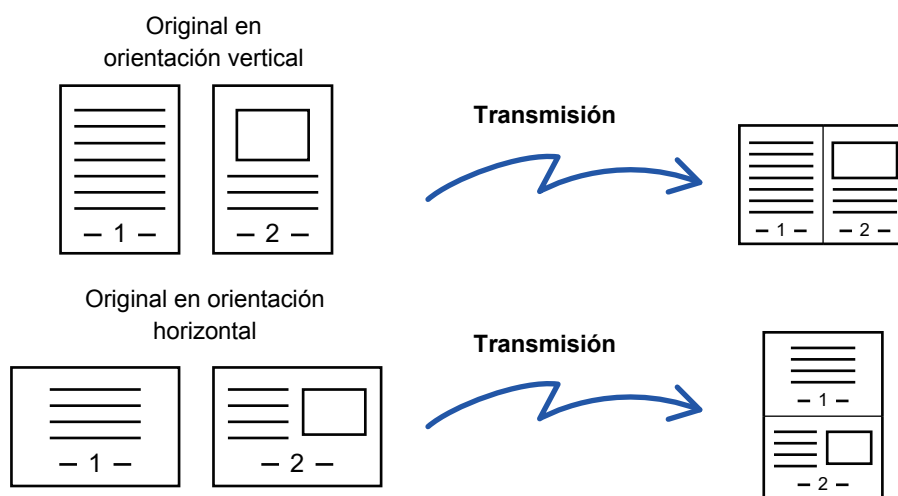 Original en
orientación vertical
Transmisión
– 1 –
– 2 –
– 1 –
– 2 –
Original en orientación
horizontal
Transmisión
– 1 –
– 2 –
– 1 –
– 2 –